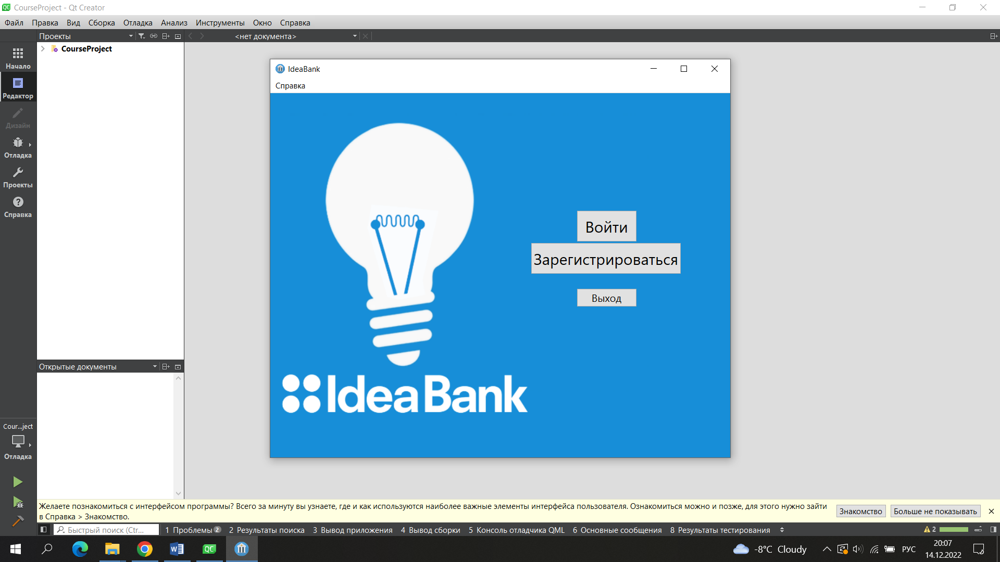 CourseProject - Qt Creator
Файл Правка Вид Сборка Отладка Анализ Инструменты Окно Справка
Проекты
<нет документа>
CourseProject
Начало
Редактор
Дизайн
Отладка
Проекты
Справка
IdeaBank
Справка
Войти
Зарегистрироваться
Выход
Idea Bank
Открытые документы
Cour...ject
Отладка
Желаете познакомиться с интерфейсом программы? Всего за минуту вы узнаете, где и как используются наиболее важные элементы интерфейса пользователя. Ознакомиться можно и позже, для этого нужно зайти
в Справка > Знакомство.
Знакомство
Больше не показывать
Быстрый поиск (Ctr...
1 Проблемы 2
2 Результаты поиска
3 Вывод приложения
4 Вывод сборки
5 Консоль отладчика QML
6 Основные сообщения
8 Результаты тестирования
2
-8°C Cloudy
РУС
20:07
14.12.2022